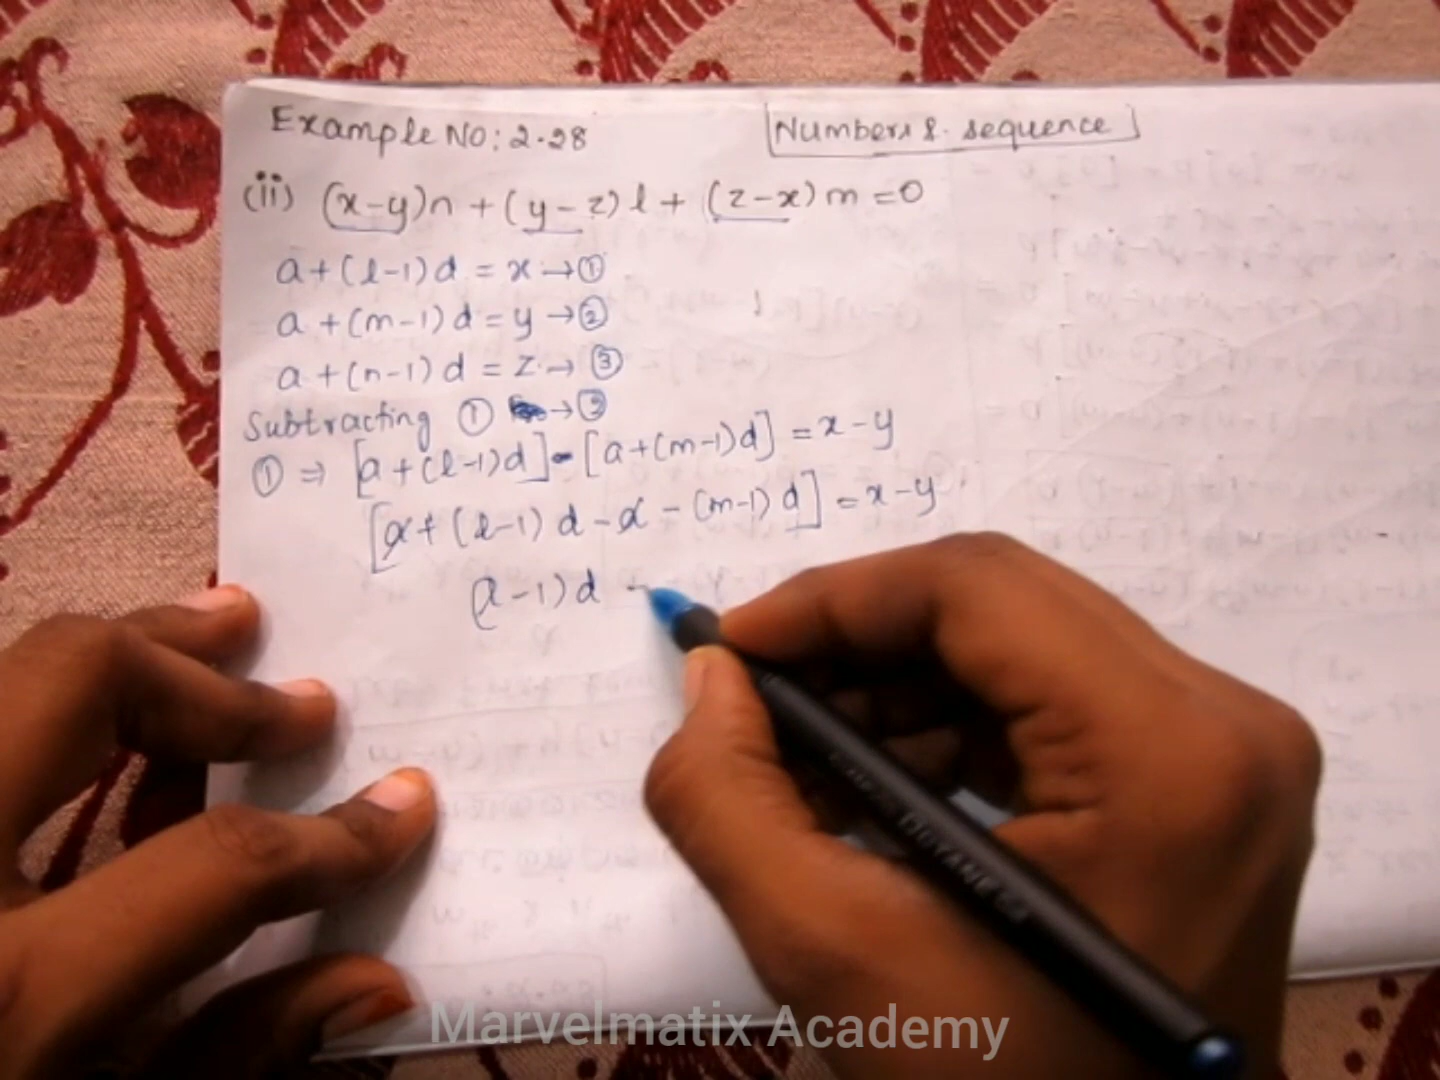 Example NO: 2.28
Numbers & sequence
(ii) (x-y)n + (y-z) l + (z-x) m = 0
a + (l-1) d = x → ①
a + (m-1) d = y → ②
a + (n-1) d = z → ③
Subtracting ① → ②
① ⇒ [a + (l-1)d] - [a + (m-1)d] = x - y
[a + (l-1) d - a - (m-1) d] = x - y
(l-1) d -
Marvelmatix Academy